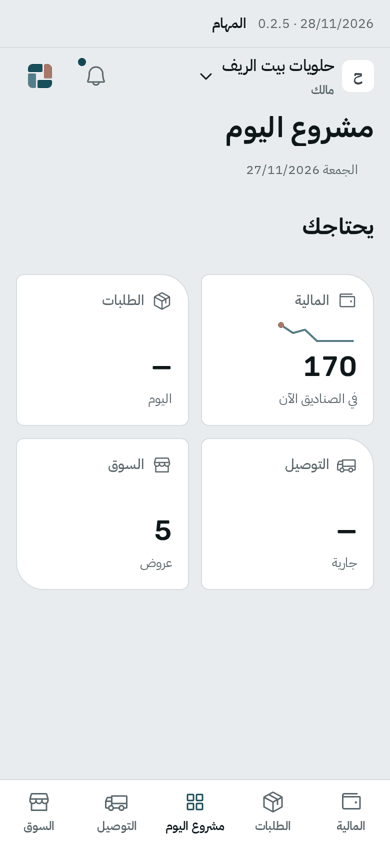 المهام 0.2.5 · 28/11/2026
ح
حلويات بيت الريف
مالك
مشروع اليوم
الجمعة 27/11/2026
يحتاجك
المالية
170
في الصناديق الآن
الطلبات
–
اليوم
التوصيل
–
جارية
السوق
5
عروض
المالية
الطلبات
مشروع اليوم
التوصيل
السوق